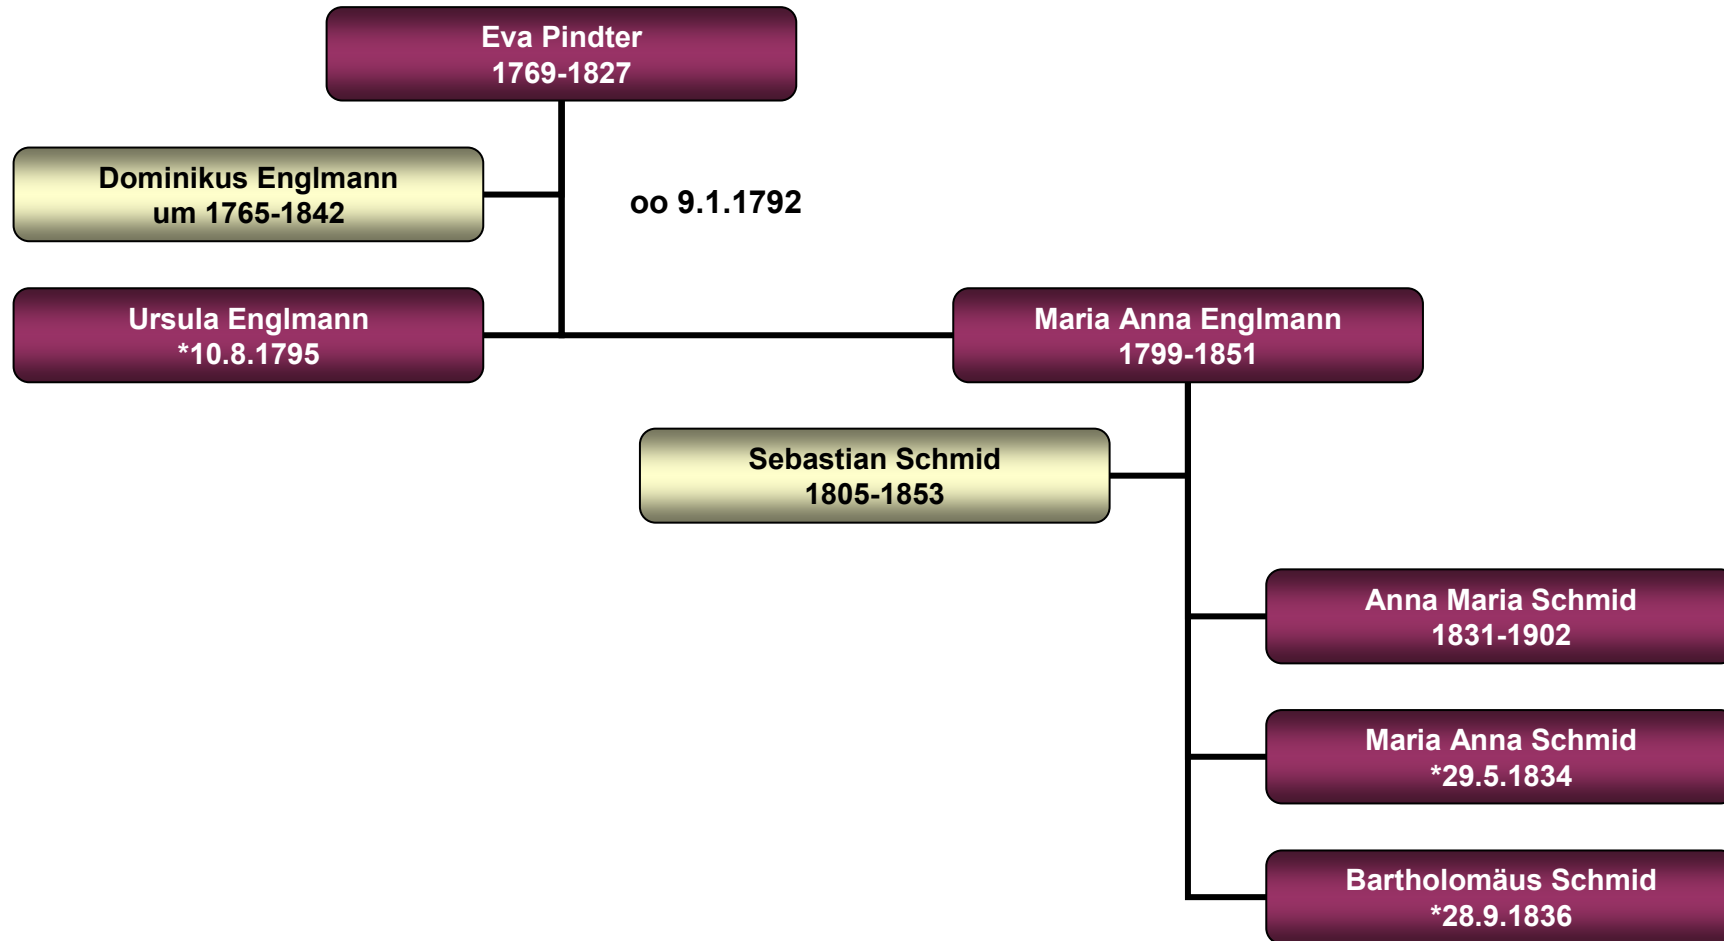 Eva Pindter
1769-1827
Dominikus Englmann
um 1765-1842
oo 9.1.1792
Ursula Englmann
*10.8.1795
Maria Anna Englmann
1799-1851
Sebastian Schmid
1805-1853
Anna Maria Schmid
1831-1902
Maria Anna Schmid
*29.5.1834
Bartholomäus Schmid
*28.9.1836